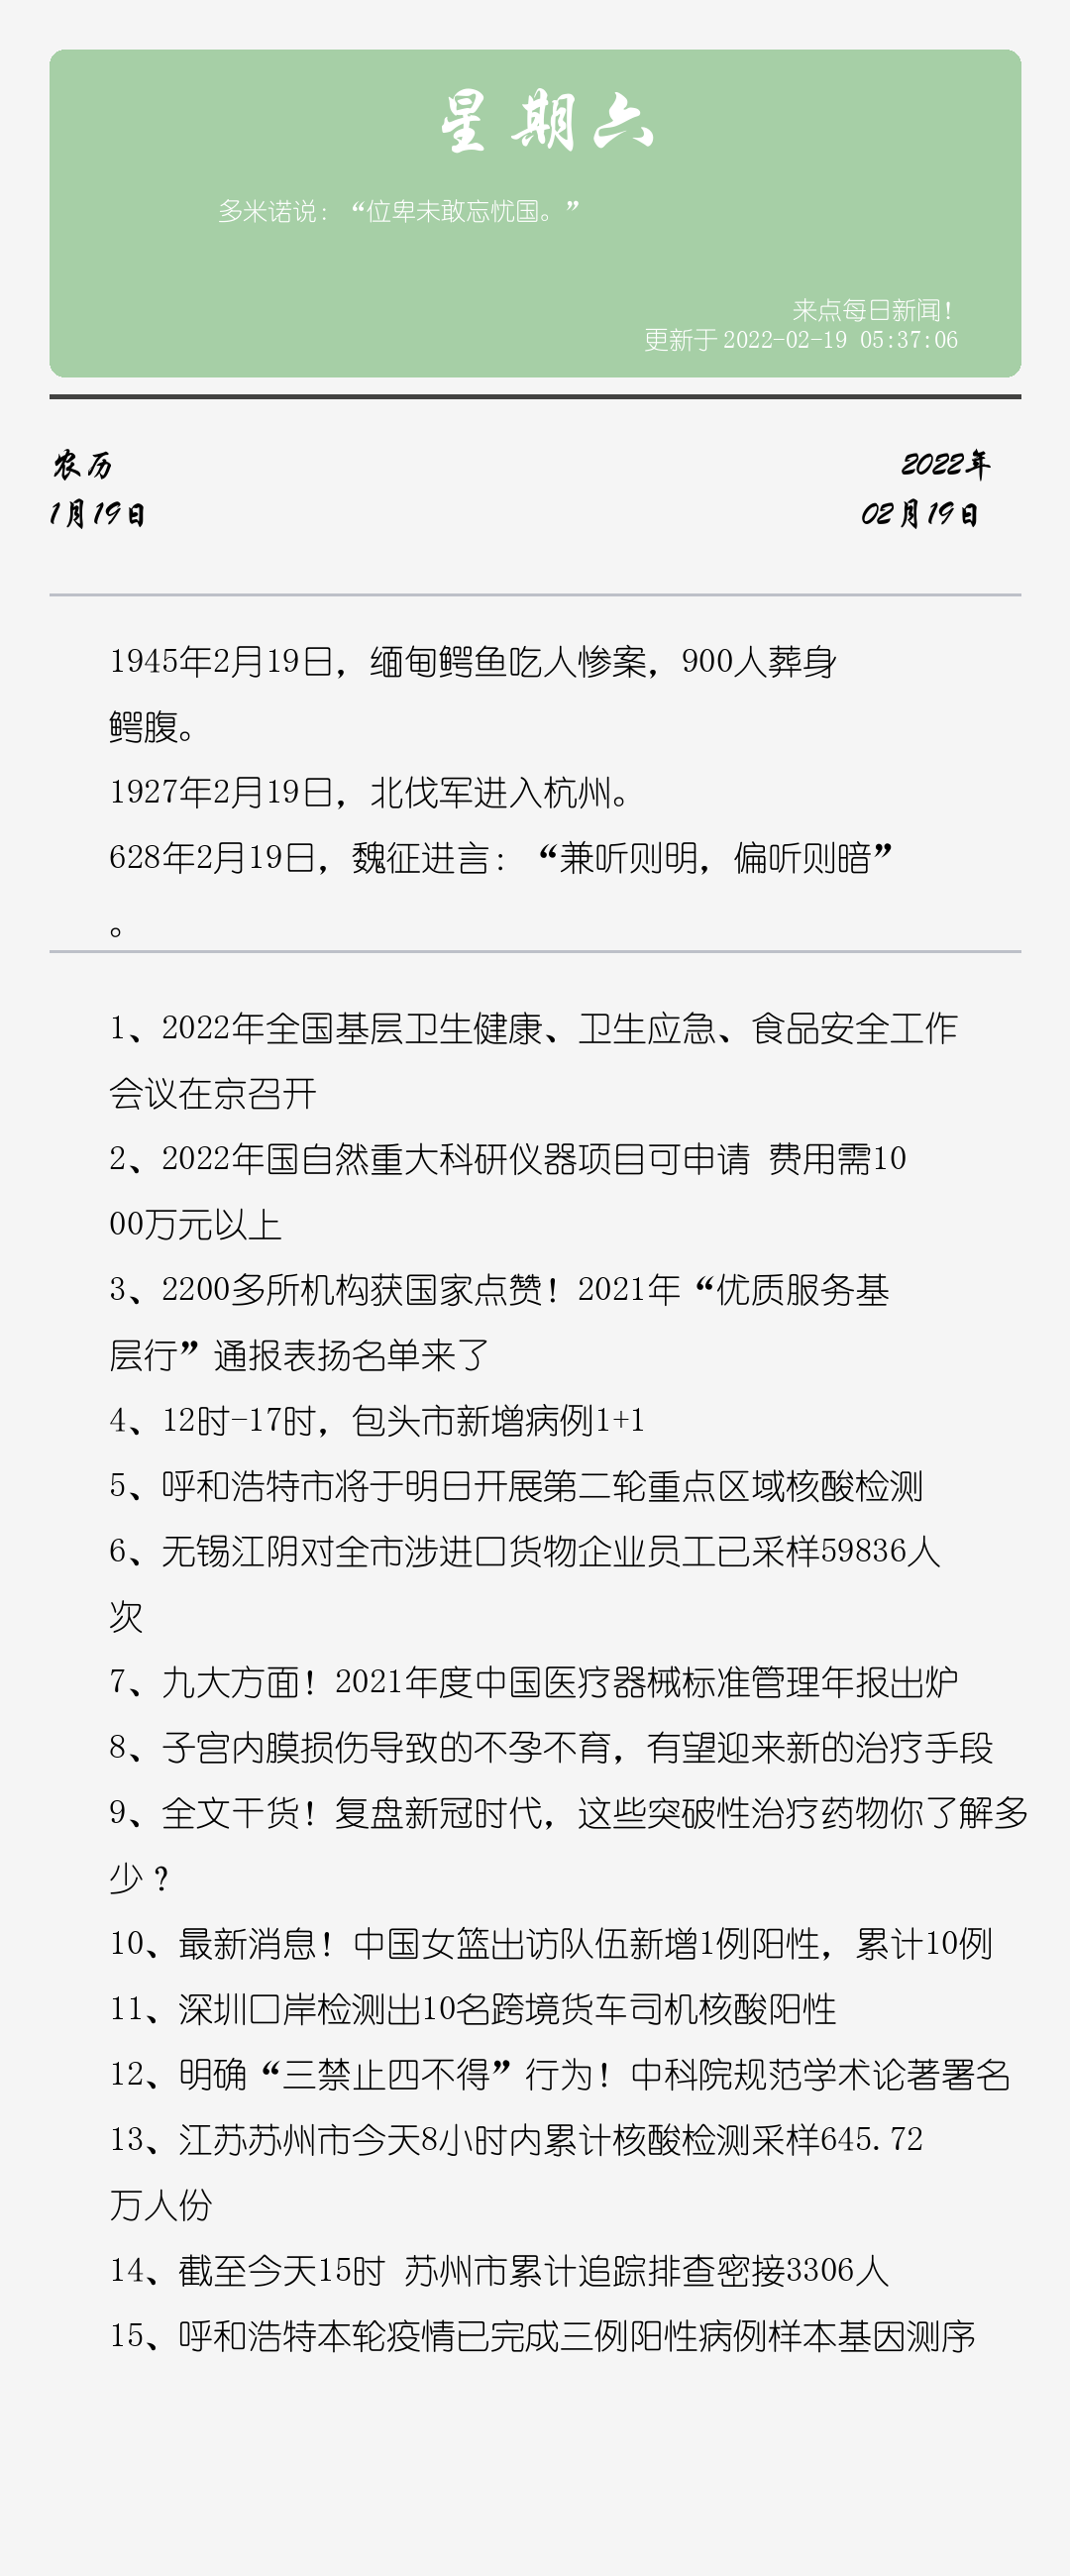 星期六
多米诺说：“位卑未敢忘忧国。”
来点每日新闻！
更新于 2022-02-19 05:37:06
农历
2022年
1月19日
02月19日
1945年2月19日，缅甸鳄鱼吃人惨案，900人葬身
鳄腹。
1927年2月19日，北伐军进入杭州。
628年2月19日，魏征进言：“兼听则明，偏听则暗”
。
1、2022年全国基层卫生健康、卫生应急、食品安全工作
会议在京召开
2、2022年国自然重大科研仪器项目可申请 费用需10
00万元以上
3、2200多所机构获国家点赞！2021年“优质服务基
层行”通报表扬名单来了
4、12时-17时，包头市新增病例1+1
5、呼和浩特市将于明日开展第二轮重点区域核酸检测
6、无锡江阴对全市涉进口货物企业员工已采样59836人
次
7、九大方面！2021年度中国医疗器械标准管理年报出炉
8、子宫内膜损伤导致的不孕不育，有望迎来新的治疗手段
9、全文干货！复盘新冠时代，这些突破性治疗药物你了解多
少？
10、最新消息！中国女篮出访队伍新增1例阳性，累计10例
11、深圳口岸检测出10名跨境货车司机核酸阳性
12、明确“三禁止四不得”行为！中科院规范学术论著署名
13、江苏苏州市今天8小时内累计核酸检测采样645.72
万人份
14、截至今天15时 苏州市累计追踪排查密接3306人
15、呼和浩特本轮疫情已完成三例阳性病例样本基因测序